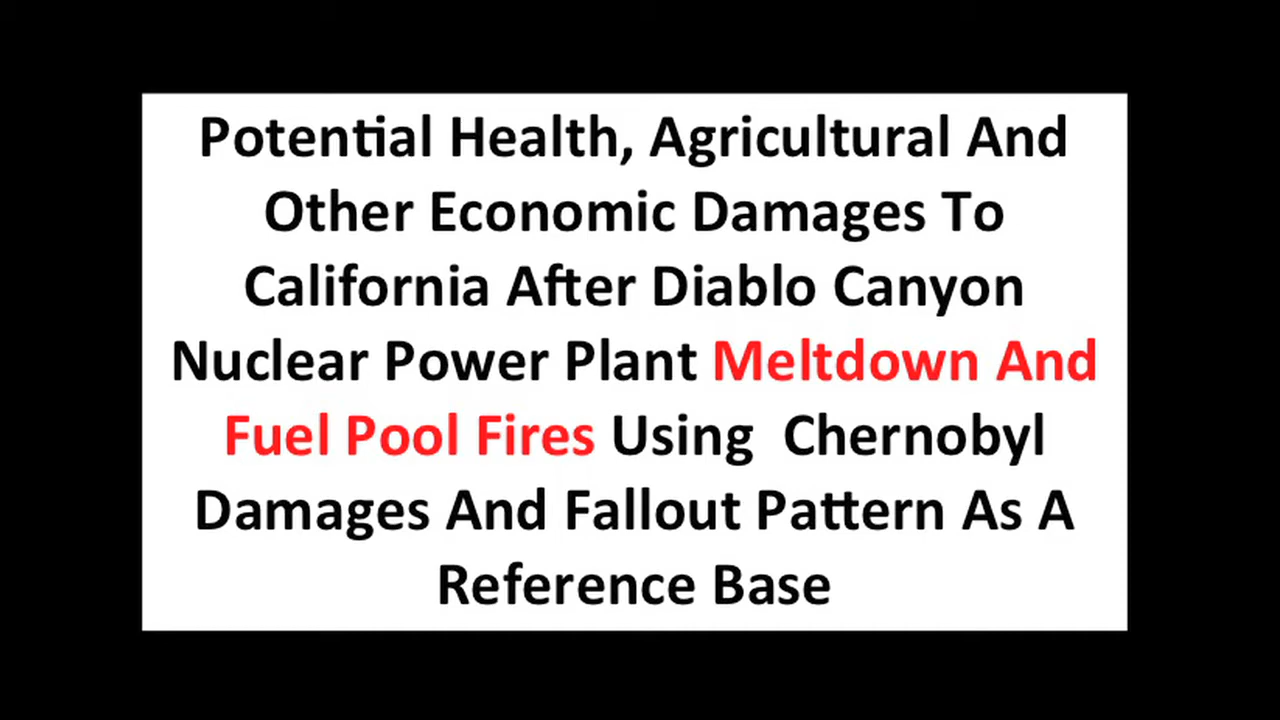 Potential Health, Agricultural And
Other Economic Damages To
California After Diablo Canyon
Nuclear Power Plant Meltdown And
Fuel Pool Fires Using  Chernobyl
Damages And Fallout Pattern As A
Reference Base